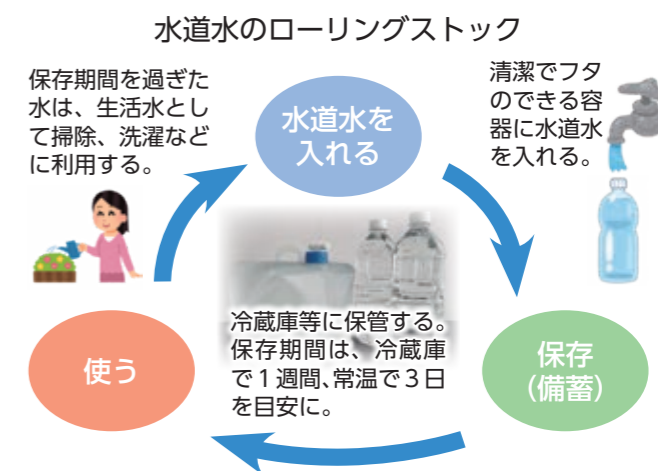 水道水のローリングストック
保存期間を過ぎた
水は、生活水とし
て掃除、洗濯など
に利用する。
水道水を
入れる
清潔でフタ
のできる容
器に水道水
を入れる。
冷蔵庫等に保管する。
保存期間は、冷蔵庫
で1週間、常温で3日
を目安に。
使う
保存
(備蓄)